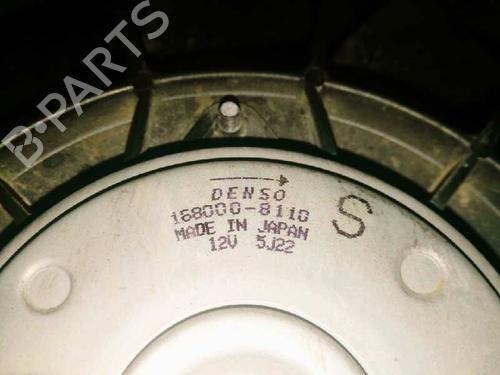 B-PARTS
DENSO
168000-8110
MADE IN JAPAN
12V 5J22
S